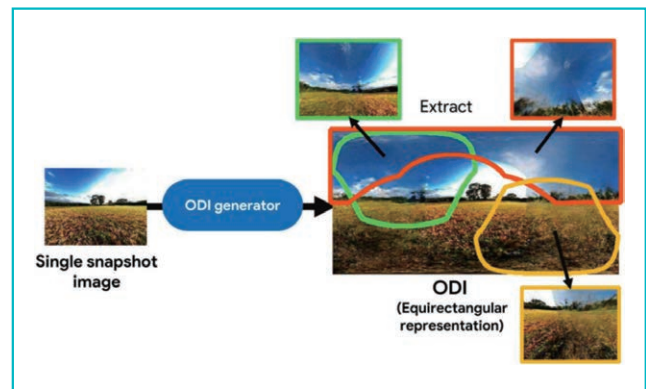 Extract
ODI generator
Single snapshot
image
ODI
(Equirectangular
representation)